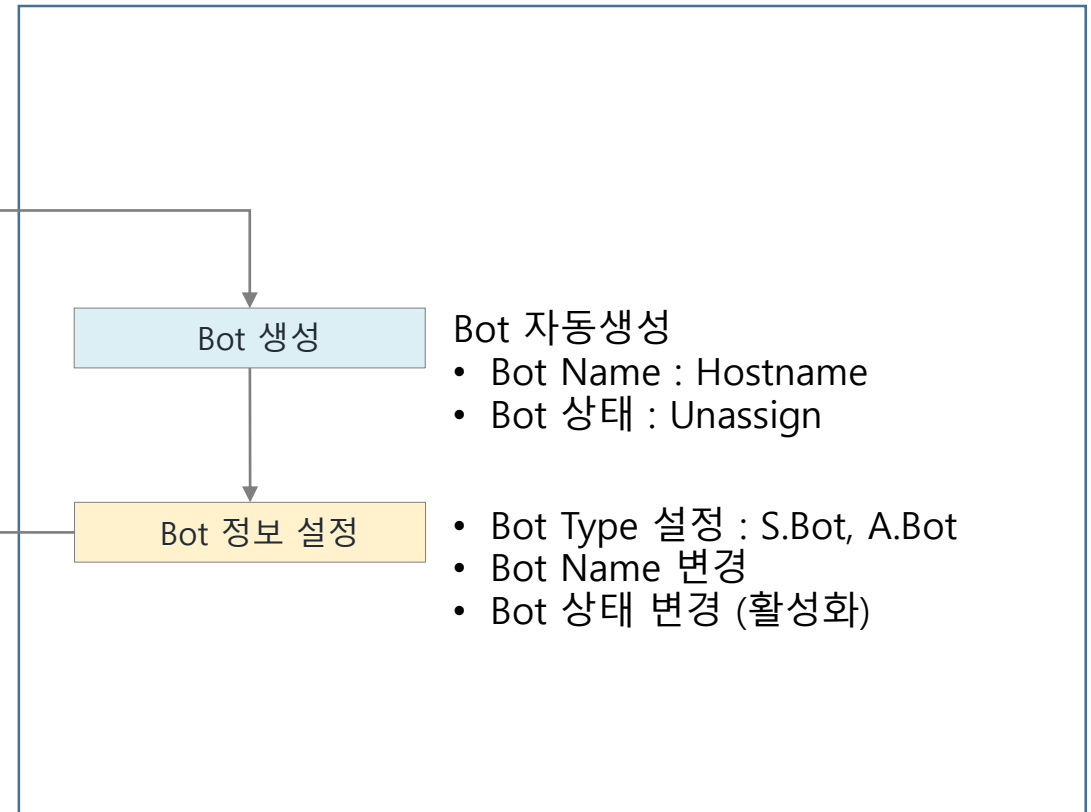 Bot 생성
Bot 자동생성
• Bot Name : Hostname
• Bot 상태 : Unassign
Bot 정보 설정
• Bot Type 설정 : S.Bot, A.Bot
• Bot Name 변경
• Bot 상태 변경 (활성화)